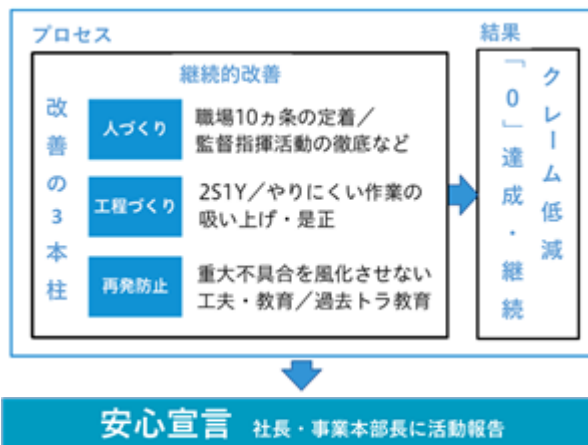 プロセス
結果
継続的改善
改善の3本柱
人づくり
職場10ヵ条の定着／
監督指揮活動の徹底など
工程づくり
2S1Y／やりにくい作業の
吸い上げ・是正
再発防止
重大不具合を風化させない
工夫・教育／過去トラ教育
クレーム低減
「0」達成・継続
安心宣言 社長・事業本部長に活動報告